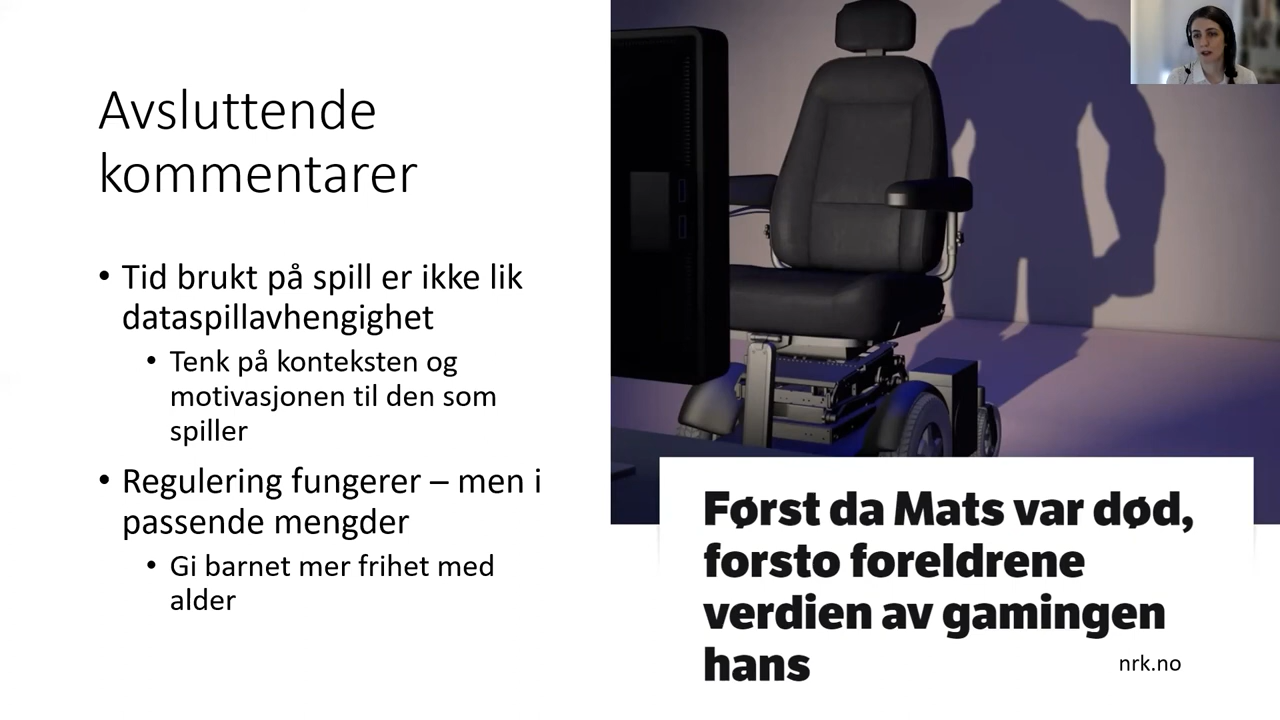 Avsluttende
kommentarer
• Tid brukt på spill er ikke lik
dataspillavhengighet
• Tenk på konteksten og
motivasjonen til den som
spiller
• Regulering fungerer – men i
passende mengder
• Gi barnet mer frihet med
alder
Først da Mats var død,
forsto foreldrene
verdien av gamingen
hans
nrk.no